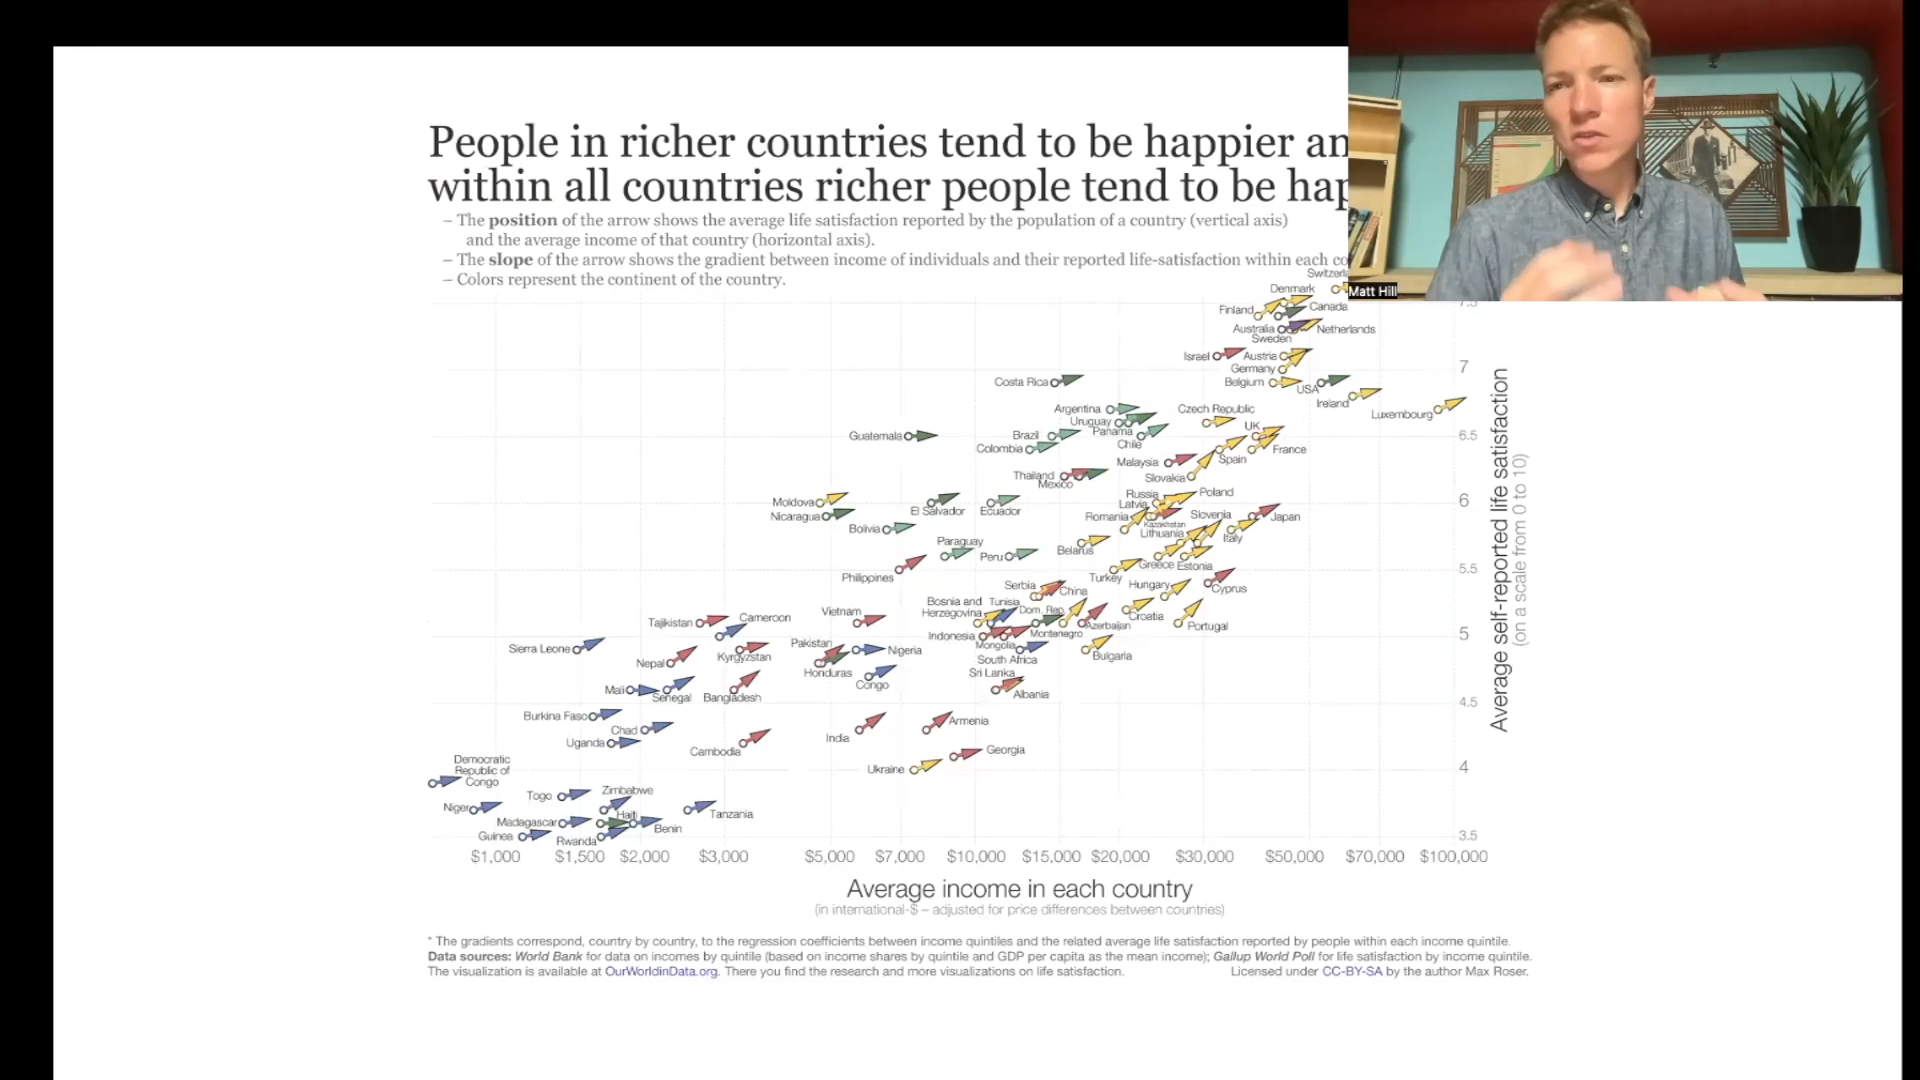 People in richer countries tend to be happier an
within all countries richer people tend to be hap
– The position of the arrow shows the average life satisfaction reported by the population of a country (vertical axis)
and the average income of that country (horizontal axis).
– The slope of the arrow shows the gradient between income of individuals and their reported life-satisfaction within each co
– Colors represent the continent of the country.
Matt Hill
Switzerl
Denmark
Finland
Canada
7.5
Australia
Netherlands
Sweden
Israel
Austria
Germany
7
Costa Rica
Belgium
USA
Ireland
Luxembourg
Argentina
Czech Republic
Uruguay
Panama
UK
Guatemala
Brazil
Chile
6.5
Colombia
France
Spain
Malaysia
Thailand
Mexico
Slovakia
Russia
Poland
Moldova
Latvia
6
El Salvador
Ecuador
Nicaragua
Romania
Slovenia
Japan
Kazakhstan
Bolivia
Lithuania
Italy
Paraguay
Peru
Belarus
Greece
Estonia
5.5
Philippines
Turkey
Serbia
China
Hungary
Cyprus
Bosnia and
Herzegovina
Tunisia
Dom. Rep.
Vietnam
Croatia
Tajikistan
Cameroon
Azerbaijan
Portugal
Indonesia
Montenegro
5
Sierra Leone
Pakistan
Nigeria
Mongolia
Nepal
Kyrgyzstan
South Africa
Bulgaria
Honduras
Sri Lanka
Congo
Mali
Senegal
Bangladesh
Albania
4.5
Burkina Faso
Chad
Armenia
Uganda
India
Cambodia
Georgia
Democratic
Republic of
Congo
Ukraine
4
Togo
Zimbabwe
Niger
Tanzania
Madagascar
Haiti
Benin
Guinea
Rwanda
3.5
$1,000 $1,500 $2,000 $3,000 $5,000 $7,000 $10,000 $15,000 $20,000 $30,000 $50,000 $70,000 $100,000
Average self-reported life satisfaction
(on a scale from 0 to 10)
Average income in each country
(in international-$ – adjusted for price differences between countries)
* The gradients correspond, country by country, to the regression coefficients between income quintiles and the related average life satisfaction reported by people within each income quintile.
Data sources: World Bank for data on incomes by quintile (based on income shares by quintile and GDP per capita as the mean income); Gallup World Poll for life satisfaction by income quintile.
The visualization is available at OurWorldinData.org. There you find the research and more visualizations on life satisfaction.
Licensed under CC-BY-SA by the author Max Roser.